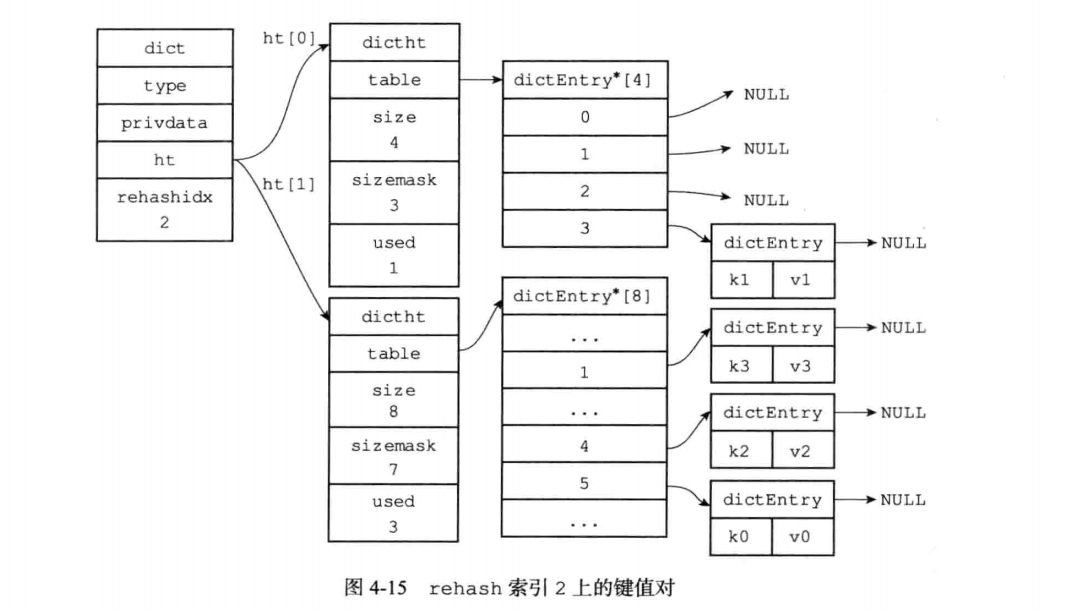 dict
type
privdata
ht
rehashidx
2
ht[0]
ht[1]
dictht
table
size
4
sizemask
3
used
1
dictht
table
size
8
sizemask
7
used
3
dictEntry*[4]
0
1
2
3
NULL
NULL
NULL
dictEntry
NULL
k1 v1
dictEntry*[8]
...
1
...
4
5
...
dictEntry
NULL
k3 v3
dictEntry
NULL
k2 v2
dictEntry
NULL
k0 v0
图 4-15 rehash 索引 2 上的键值对